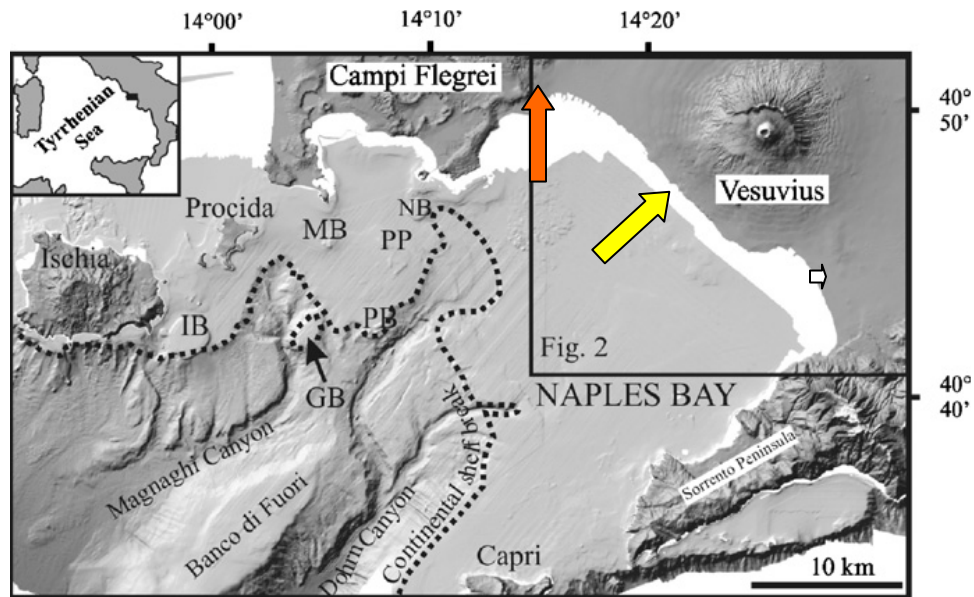 14°00’ 14°10’ 14°20’
Campi Flegrei
Tyrrhenian
Sea
40°
50’
Vesuvius
Procida
MB
NB
PP
Ischia
IB
PB
GB
Fig. 2
NAPLES BAY
40°
40’
Magnaghi Canyon
Banco di Fuori
Dohrn Canyon
Continental shelf break
Sorrento Peninsula
Capri
10 km